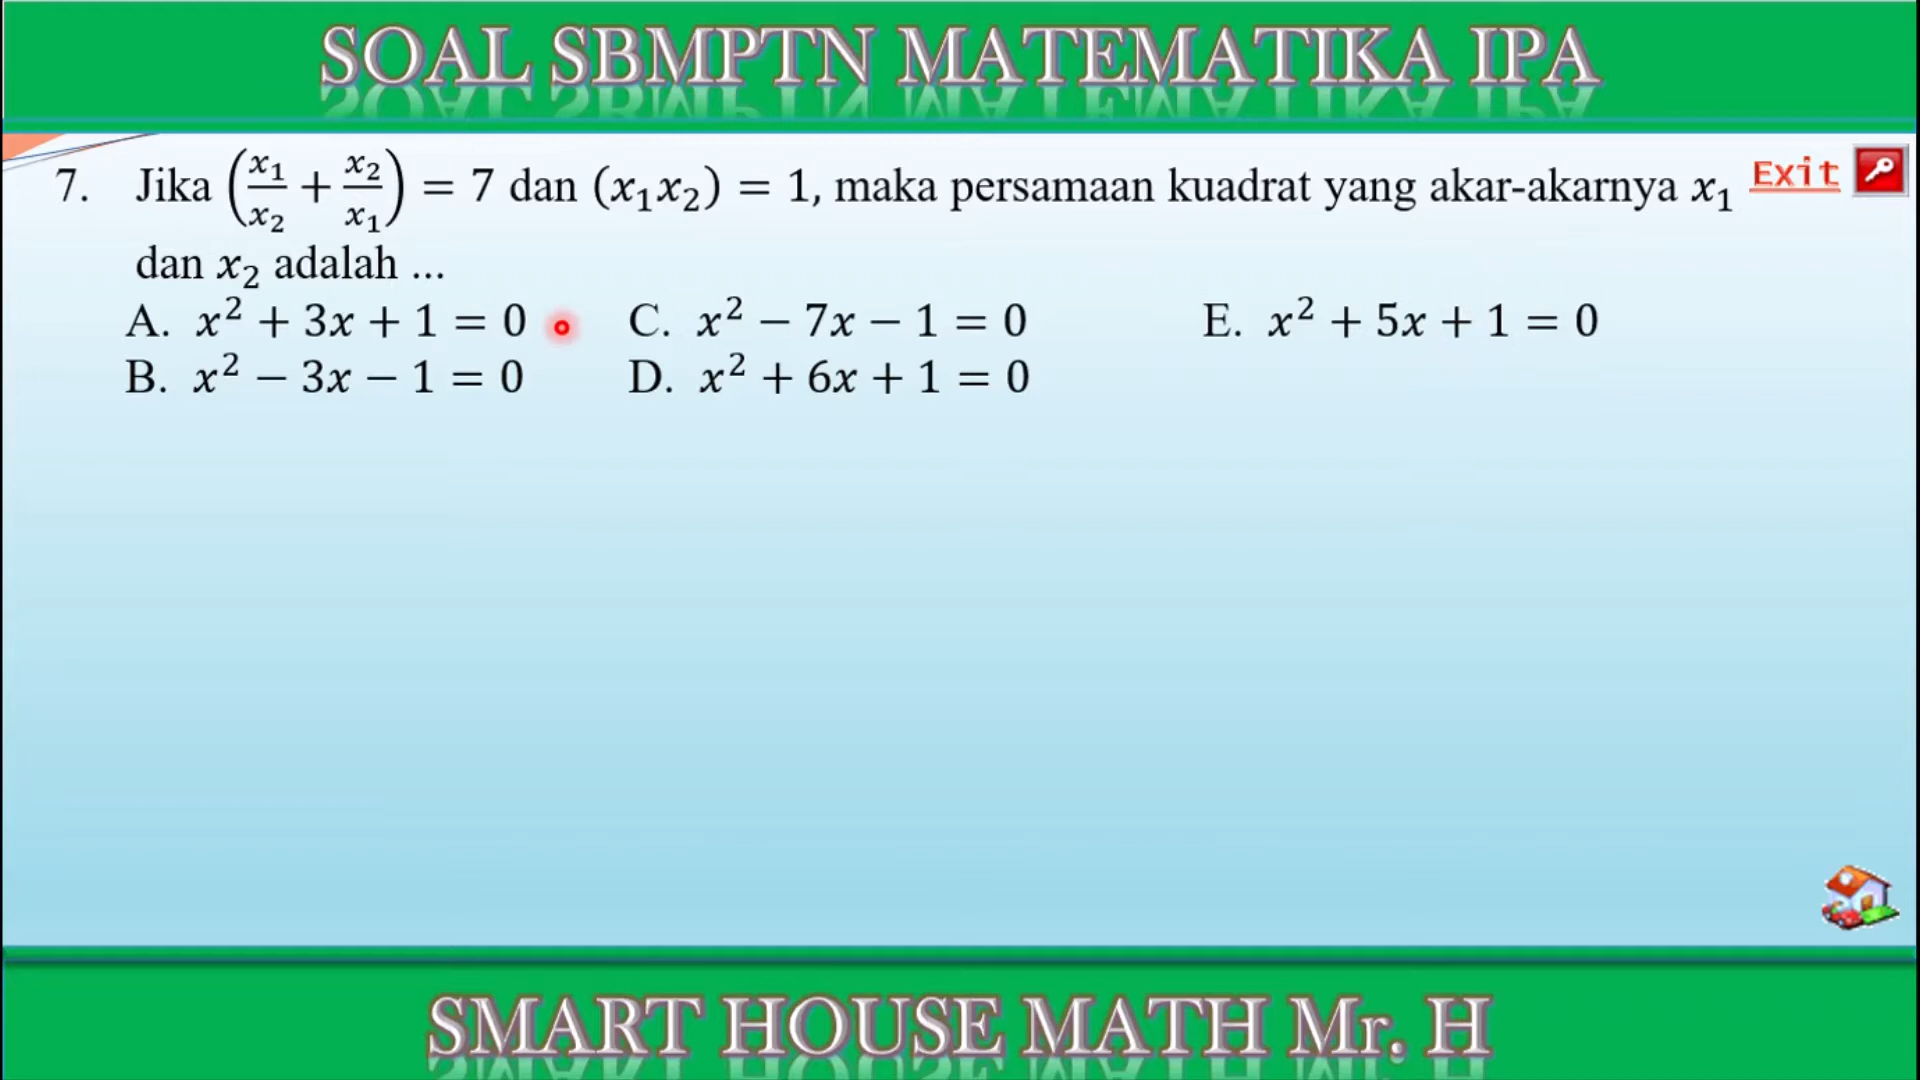 SOAL SBMPTN MATEMATIKA IPA
7. Jika (x₁/x₂ + x₂/x₁) = 7 dan (x₁x₂) = 1, maka persamaan kuadrat yang akar-akarnya x₁
Exit
dan x₂ adalah ...
A. x² + 3x + 1 = 0 C. x² − 7x − 1 = 0 E. x² + 5x + 1 = 0
B. x² − 3x − 1 = 0 D. x² + 6x + 1 = 0
SMART HOUSE MATH Mr. H